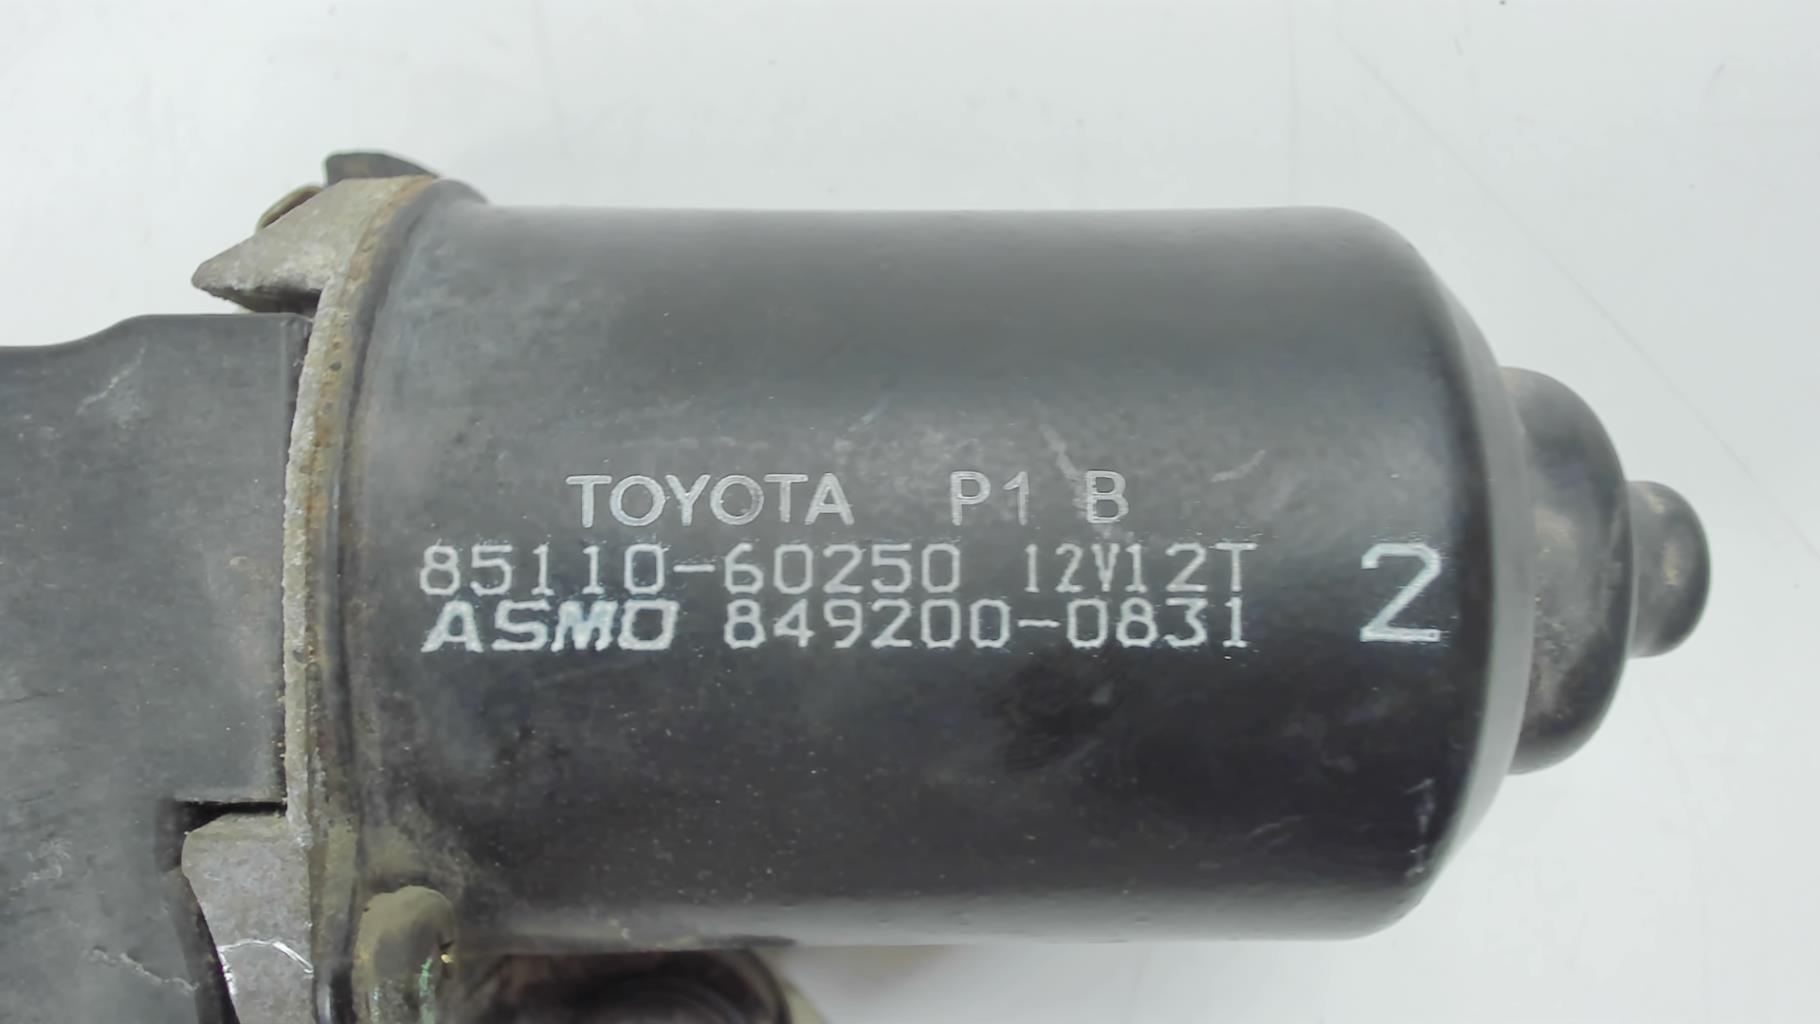 TOYOTA P1 B
85110-60250 12V12T
ASMO 849200-0831
2